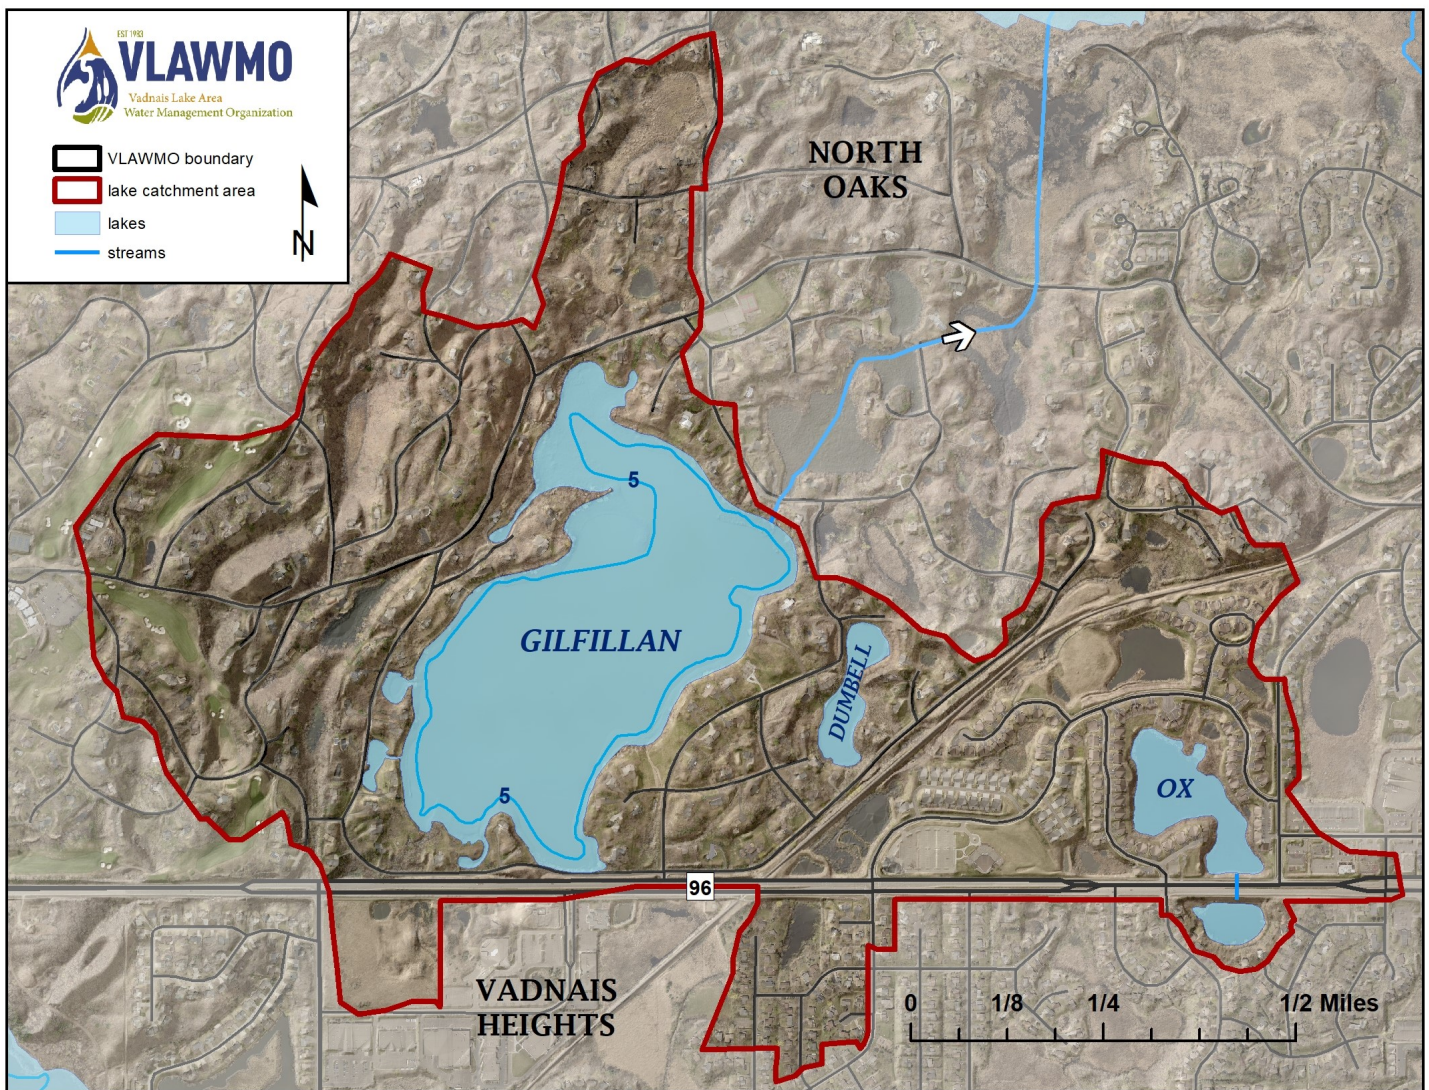 EST 1983
VLAWMO
Vadnais Lake Area
Water Management Organization
VLAWMO boundary
lake catchment area
lakes
streams
N
NORTH
OAKS
5
GILFILLAN
DUMBELL
OX
5
96
VADNAIS
HEIGHTS
0 1/8 1/4 1/2 Miles